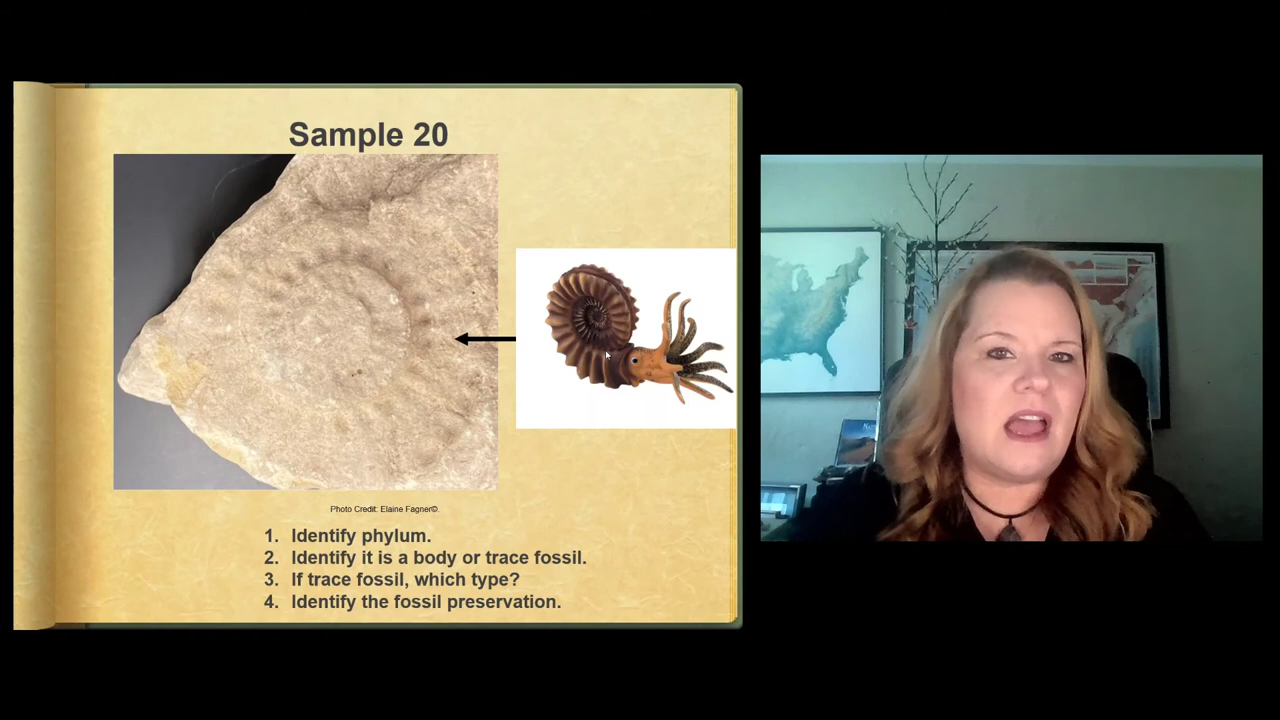 Sample 20
Photo Credit: Elaine Fagner©.
1. Identify phylum.
2. Identify it is a body or trace fossil.
3. If trace fossil, which type?
4. Identify the fossil preservation.